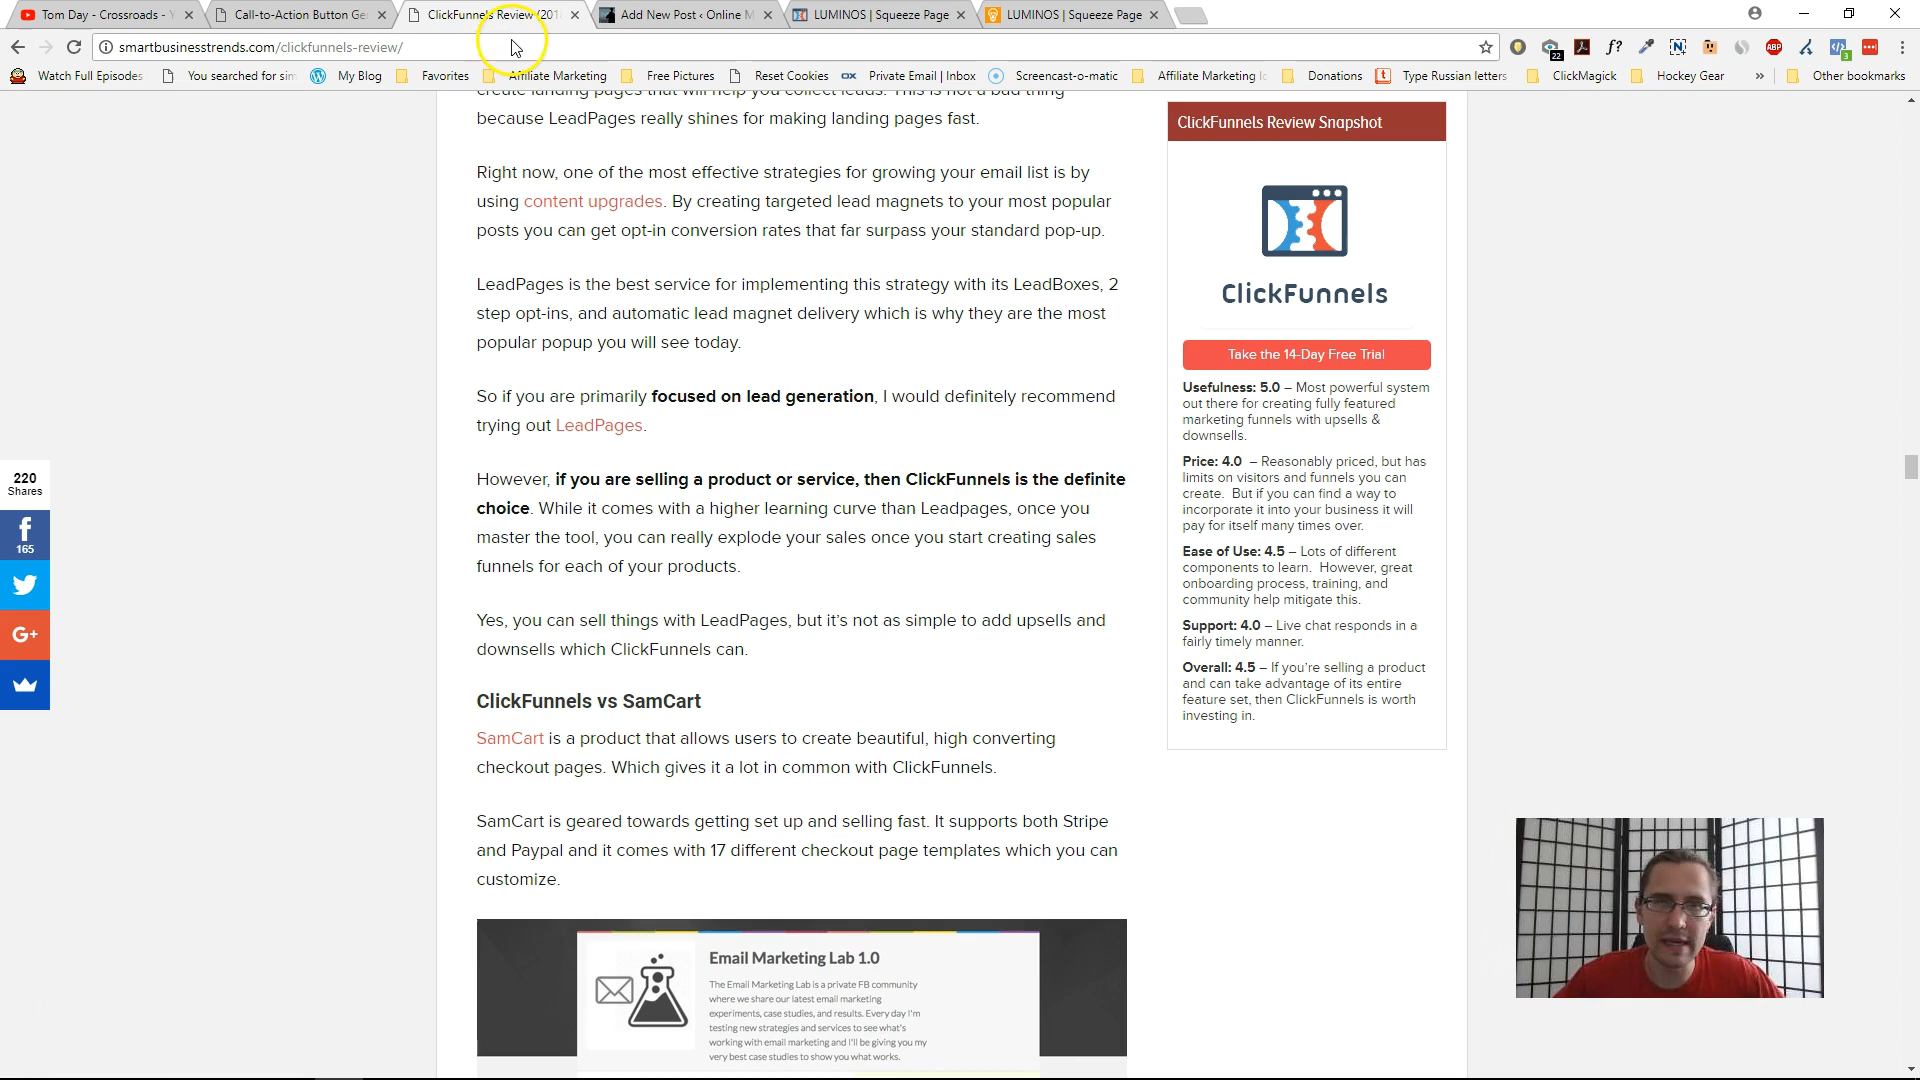 Tom Day - Crossroads - Y
Call-to-Action Button Ge
ClickFunnels Review (201
Add New Post ‹ Online M
LUMINOS | Squeeze Page
LUMINOS | Squeeze Page
smartbusinesstrends.com/clickfunnels-review/
22
f?
ABP
3
Watch Full Episodes
You searched for sim
My Blog
Favorites
Affiliate Marketing
Free Pictures
Reset Cookies
Private Email | Inbox
Screencast-o-matic
Affiliate Marketing Ic
Donations
Type Russian letters
ClickMagick
Hockey Gear
»
Other bookmarks
create landing pages that will help you collect leads. This is not a bad thing
because LeadPages really shines for making landing pages fast.
Right now, one of the most effective strategies for growing your email list is by
using content upgrades. By creating targeted lead magnets to your most popular
posts you can get opt-in conversion rates that far surpass your standard pop-up.
LeadPages is the best service for implementing this strategy with its LeadBoxes, 2
step opt-ins, and automatic lead magnet delivery which is why they are the most
popular popup you will see today.
So if you are primarily focused on lead generation, I would definitely recommend
trying out LeadPages.
However, if you are selling a product or service, then ClickFunnels is the definite
choice. While it comes with a higher learning curve than Leadpages, once you
master the tool, you can really explode your sales once you start creating sales
funnels for each of your products.
Yes, you can sell things with LeadPages, but it's not as simple to add upsells and
downsells which ClickFunnels can.
ClickFunnels vs SamCart
SamCart is a product that allows users to create beautiful, high converting
checkout pages. Which gives it a lot in common with ClickFunnels.
SamCart is geared towards getting set up and selling fast. It supports both Stripe
and Paypal and it comes with 17 different checkout page templates which you can
customize.
Email Marketing Lab 1.0
The Email Marketing Lab is a private FB community
where we share our latest email marketing
experiments, case studies, and results. Every day I'm
testing new strategies and services to see what's
working with email marketing and I'll be giving you my
very best case studies to show you what works.
220
Shares
f
165
G+
ClickFunnels Review Snapshot
ClickFunnels
Take the 14-Day Free Trial
Usefulness: 5.0 – Most powerful system
out there for creating fully featured
marketing funnels with upsells &
downsells.
Price: 4.0 – Reasonably priced, but has
limits on visitors and funnels you can
create. But if you can find a way to
incorporate it into your business it will
pay for itself many times over.
Ease of Use: 4.5 – Lots of different
components to learn. However, great
onboarding process, training, and
community help mitigate this.
Support: 4.0 – Live chat responds in a
fairly timely manner.
Overall: 4.5 – If you're selling a product
and can take advantage of its entire
feature set, then ClickFunnels is worth
investing in.